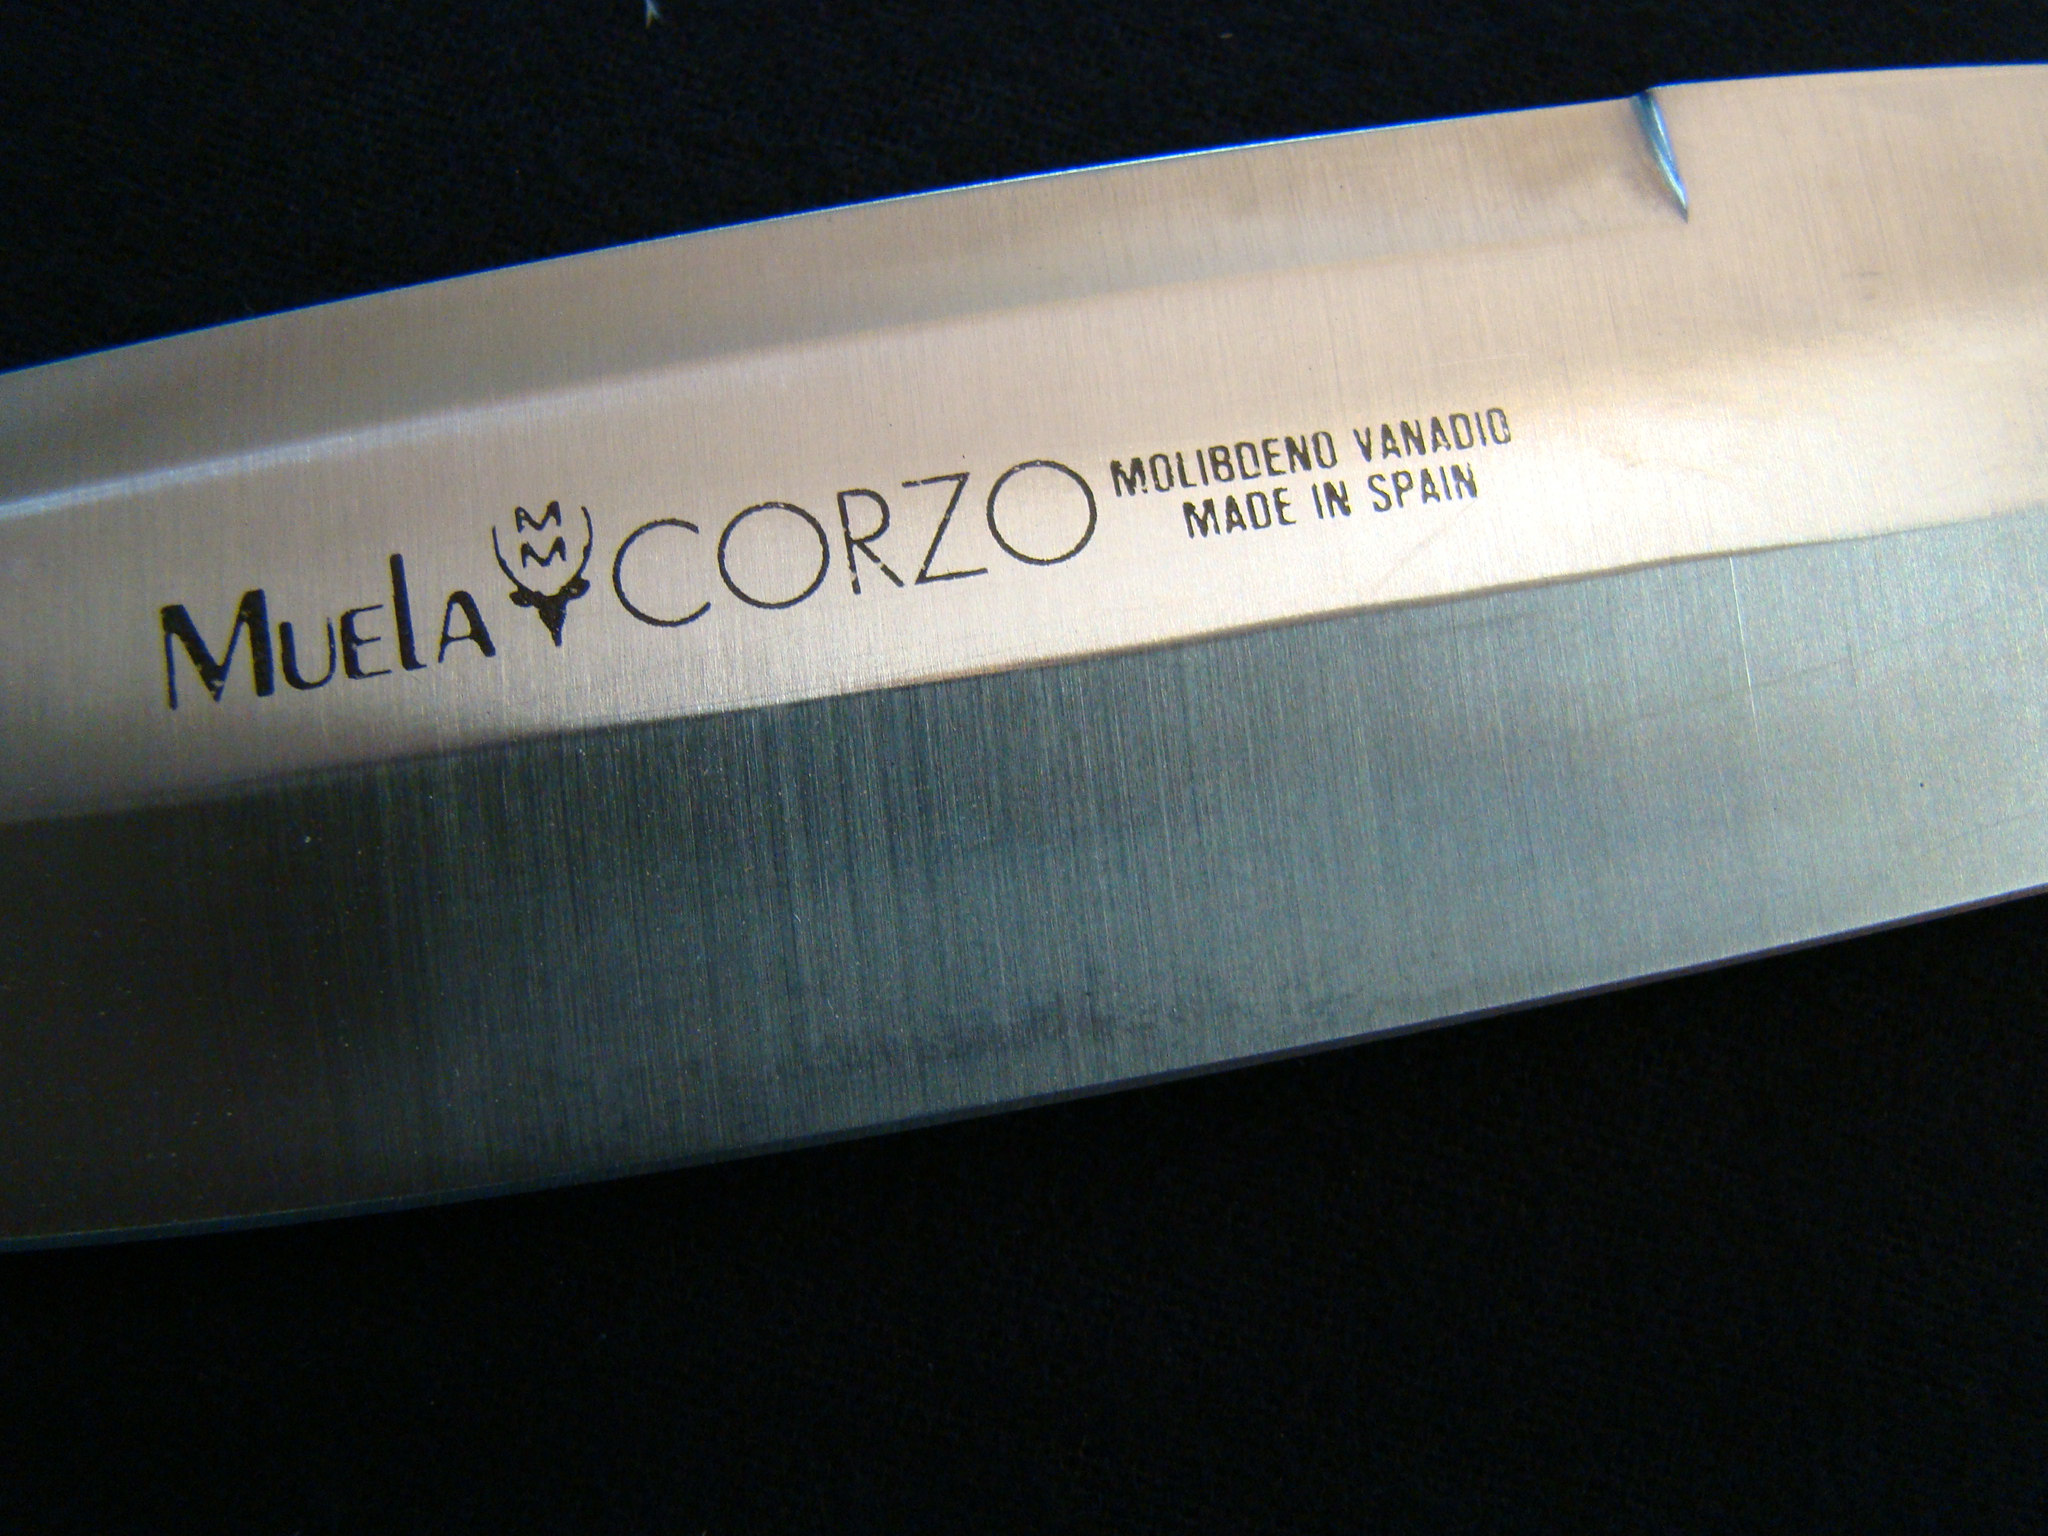 MUELA MM CORZO MOLIBDENO VANADIO
MADE IN SPAIN